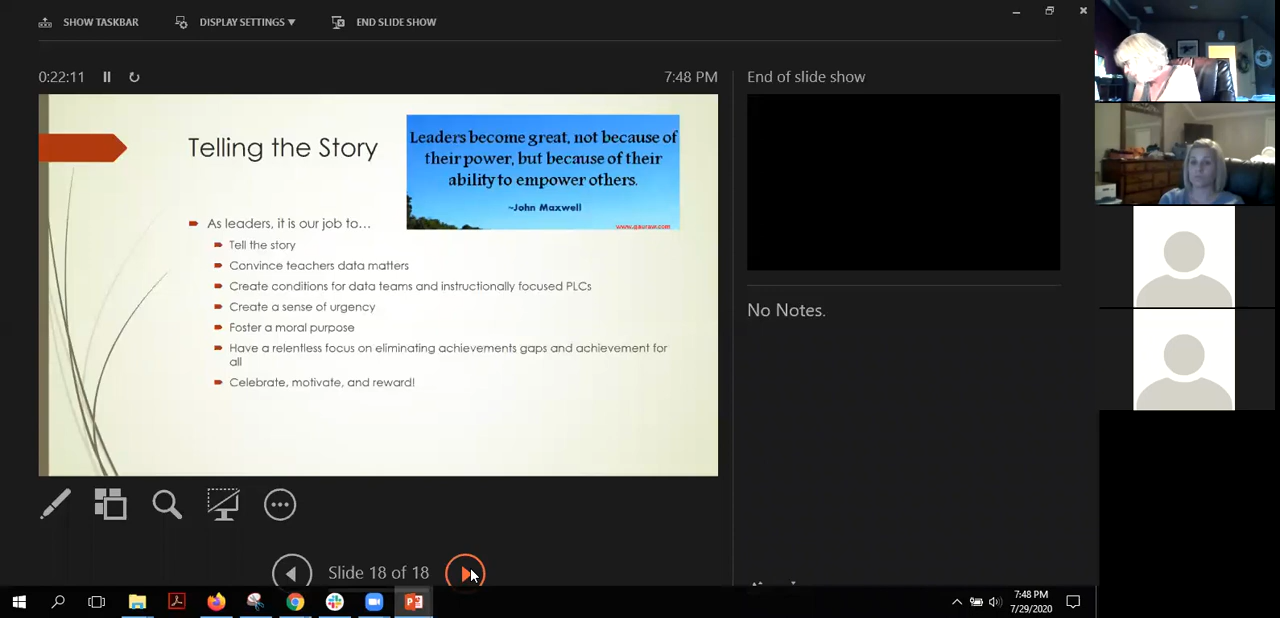 SHOW TASKBAR
DISPLAY SETTINGS ▼
END SLIDE SHOW
0:22:11
7:48 PM
End of slide show
Telling the Story
Leaders become great, not because of
their power, but because of their
ability to empower others.
~John Maxwell
www.gauraw.com
As leaders, it is our job to…
Tell the story
Convince teachers data matters
Create conditions for data teams and instructionally focused PLCs
Create a sense of urgency
Foster a moral purpose
Have a relentless focus on eliminating achievements gaps and achievement for
all
Celebrate, motivate, and reward!
No Notes.
Slide 18 of 18
7:48 PM
7/29/2020